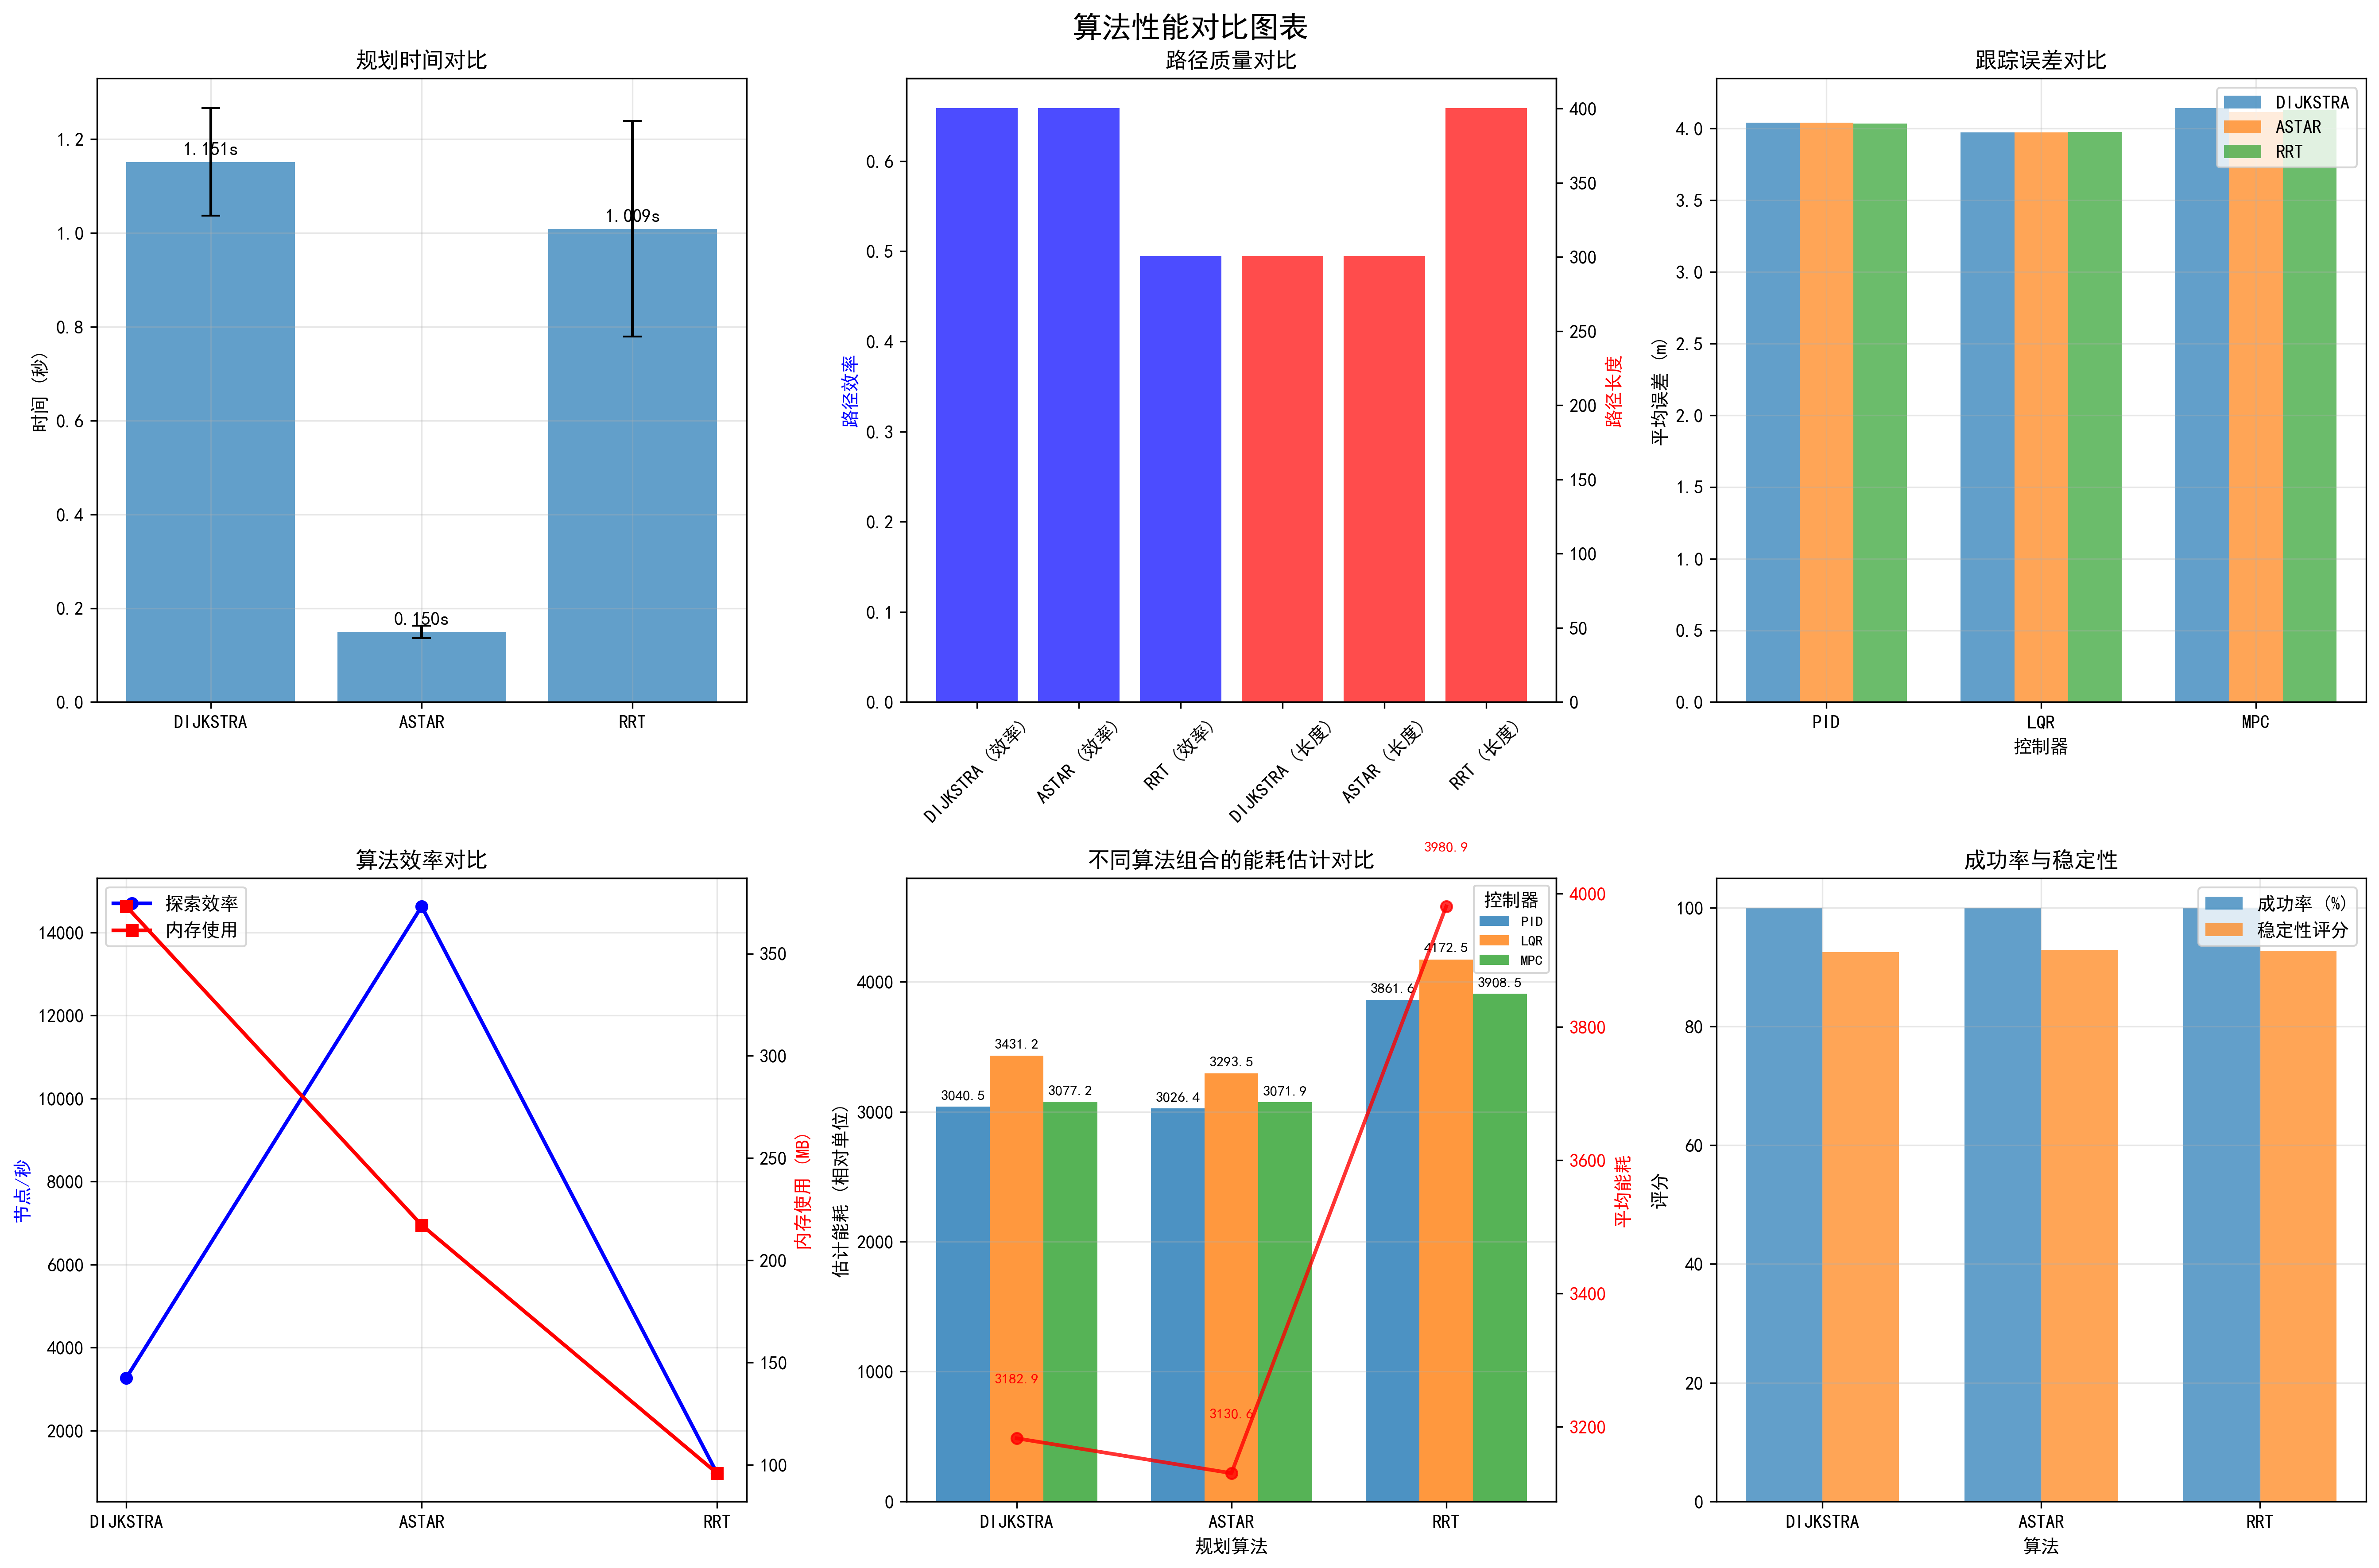 算法性能对比图表
规划时间对比
时间 (秒)
1.2
1.0
0.8
0.6
0.4
0.2
0.0
1.151s
0.150s
1.009s
DIJKSTRA
ASTAR
RRT
路径质量对比
路径效率
0.6
0.5
0.4
0.3
0.2
0.1
0.0
400
350
300
250
200
150
100
50
0
路径长度
DIJKSTRA (效率)
ASTAR (效率)
RRT (效率)
DIJKSTRA (长度)
ASTAR (长度)
RRT (长度)
跟踪误差对比
平均误差 (m)
4.0
3.5
3.0
2.5
2.0
1.5
1.0
0.5
0.0
DIJKSTRA
ASTAR
RRT
PID
LQR
MPC
控制器
算法效率对比
节点/秒
14000
12000
10000
8000
6000
4000
2000
探索效率
内存使用
350
300
250
200
150
100
内存使用 (MB)
DIJKSTRA
ASTAR
RRT
不同算法组合的能耗估计对比
估计能耗 (相对单位)
4000
3000
2000
1000
0
控制器
PID
LQR
MPC
3040.5
3431.2
3077.2
3026.4
3293.5
3071.9
3861.6
4172.5
3908.5
3182.9
3130.6
3980.9
4000
3800
3600
3400
3200
平均能耗
DIJKSTRA
ASTAR
RRT
规划算法
成功率与稳定性
评分
100
80
60
40
20
0
成功率 (%)
稳定性评分
DIJKSTRA
ASTAR
RRT
算法